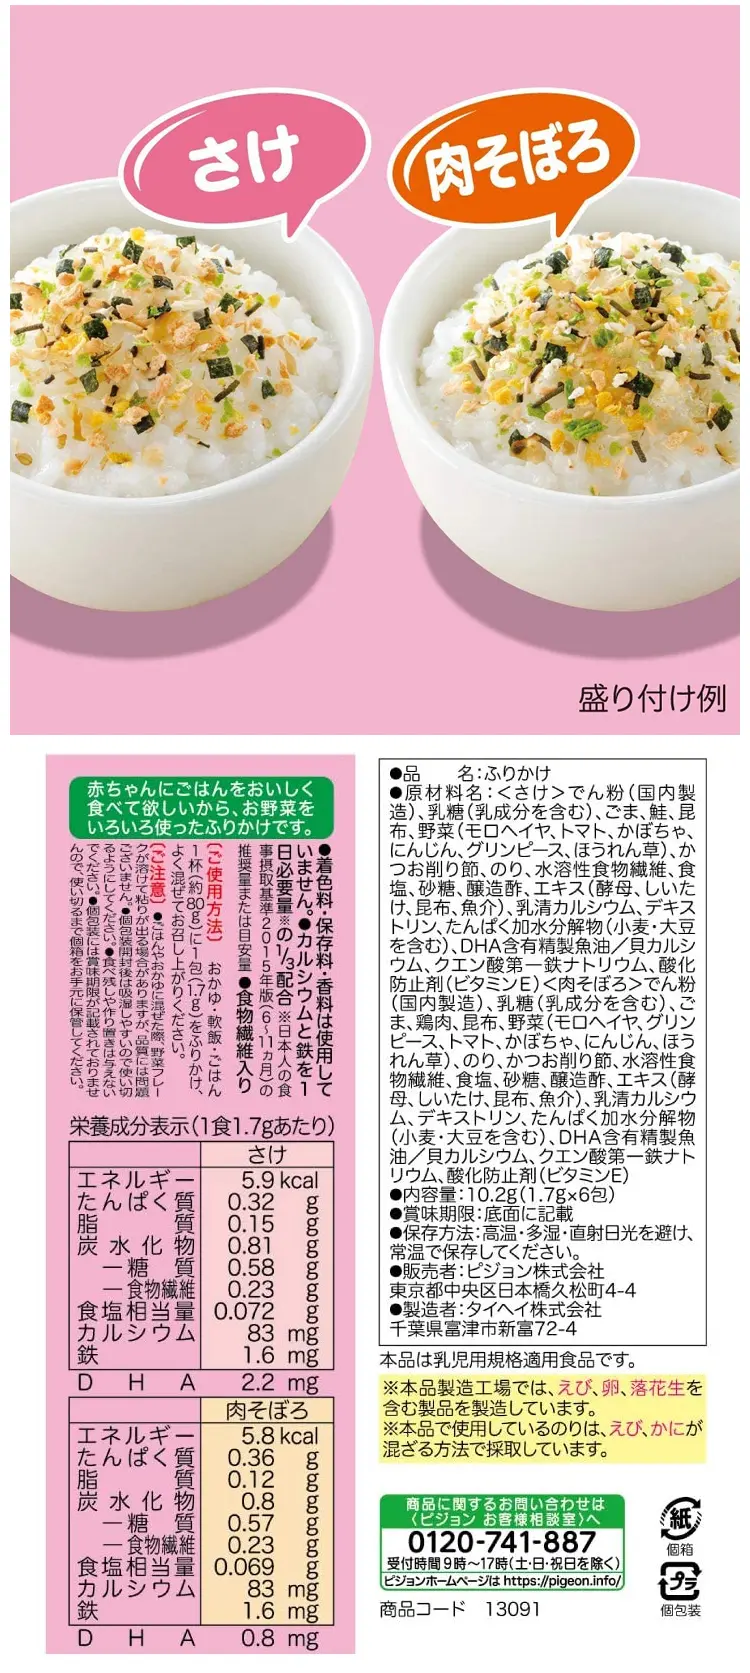 さけ
肉そぼろ
盛り付け例
赤ちゃんにごはんをおいしく
食べて欲しいから、お野菜を
いろいろ使ったふりかけです。
●着色料・保存料・香料は使用して
いません。●カルシウムと鉄を1
日必要量※の1/3配合 ※日本人の食
事摂取基準2015年版〈6〜11ヵ月〉の
推奨量または目安量 ●食物繊維入り
〔ご使用方法〕 おかゆ・軟飯・ごはん
1杯(約80g)に1包(1.7g)をふりかけ、
よく混ぜてお召し上がりください。
〔ご注意〕●ごはんやおかゆに混ぜた際、野菜フレー
クが溶けて粘りが出る場合がありますが、品質には問題
ございません。●個包装開封後は吸湿しやすいので使い切
るようにしてください。●食べ残しや作り置きは与えない
でください。●個包装には賞味期限が記載されておりませ
んので、使い切るまで個箱をお手元に保管してください。
栄養成分表示(1食1.7gあたり)
さけ
エネルギー 5.9 kcal
たんぱく質 0.32 g
脂質 0.15 g
炭水化物 0.81 g
―糖質 0.58 g
―食物繊維 0.23 g
食塩相当量 0.072 g
カルシウム 83 mg
鉄 1.6 mg
DHA 2.2 mg
肉そぼろ
エネルギー 5.8 kcal
たんぱく質 0.36 g
脂質 0.12 g
炭水化物 0.8 g
―糖質 0.57 g
―食物繊維 0.23 g
食塩相当量 0.069 g
カルシウム 83 mg
鉄 1.6 mg
DHA 0.8 mg
●品 名:ふりかけ
●原材料名:<さけ>でん粉(国内製
造)、乳糖(乳成分を含む)、ごま、鮭、昆
布、野菜(モロヘイヤ、トマト、かぼちゃ、
にんじん、グリンピース、ほうれん草)、か
つお削り節、のり、水溶性食物繊維、食
塩、砂糖、醸造酢、エキス(酵母、しいた
け、昆布、魚介)、乳清カルシウム、デキス
トリン、たんぱく加水分解物(小麦・大豆
を含む)、DHA含有精製魚油/貝カルシ
ウム、クエン酸第一鉄ナトリウム、酸化
防止剤(ビタミンE)<肉そぼろ>でん粉
(国内製造)、乳糖(乳成分を含む)、ご
ま、鶏肉、昆布、野菜(モロヘイヤ、グリン
ピース、トマト、かぼちゃ、にんじん、ほう
れん草)、のり、かつお削り節、水溶性食
物繊維、食塩、砂糖、醸造酢、エキス(酵
母、しいたけ、昆布、魚介)、乳清カルシウ
ム、デキストリン、たんぱく加水分解物
(小麦・大豆を含む)、DHA含有精製魚
油/貝カルシウム、クエン酸第一鉄ナト
リウム、酸化防止剤(ビタミンE)
●内容量:10.2g(1.7g×6包)
●賞味期限:底面に記載
●保存方法:高温・多湿・直射日光を避け、
常温で保存してください。
●販売者:ピジョン株式会社
東京都中央区日本橋久松町4-4
●製造者:タイヘイ株式会社
千葉県富津市新富72-4
本品は乳児用規格適用食品です。
※本品製造工場では、えび、卵、落花生を
含む製品を製造しています。
※本品で使用しているのりは、えび、かにが
混ざる方法で採取しています。
商品に関するお問い合わせは
〈ピジョン お客様相談室〉へ
0120-741-887
受付時間 9時〜17時(土・日・祝日を除く)
ピジョンホームページは https://pigeon.info/
商品コード 13091
紙
個箱
プラ
個包装